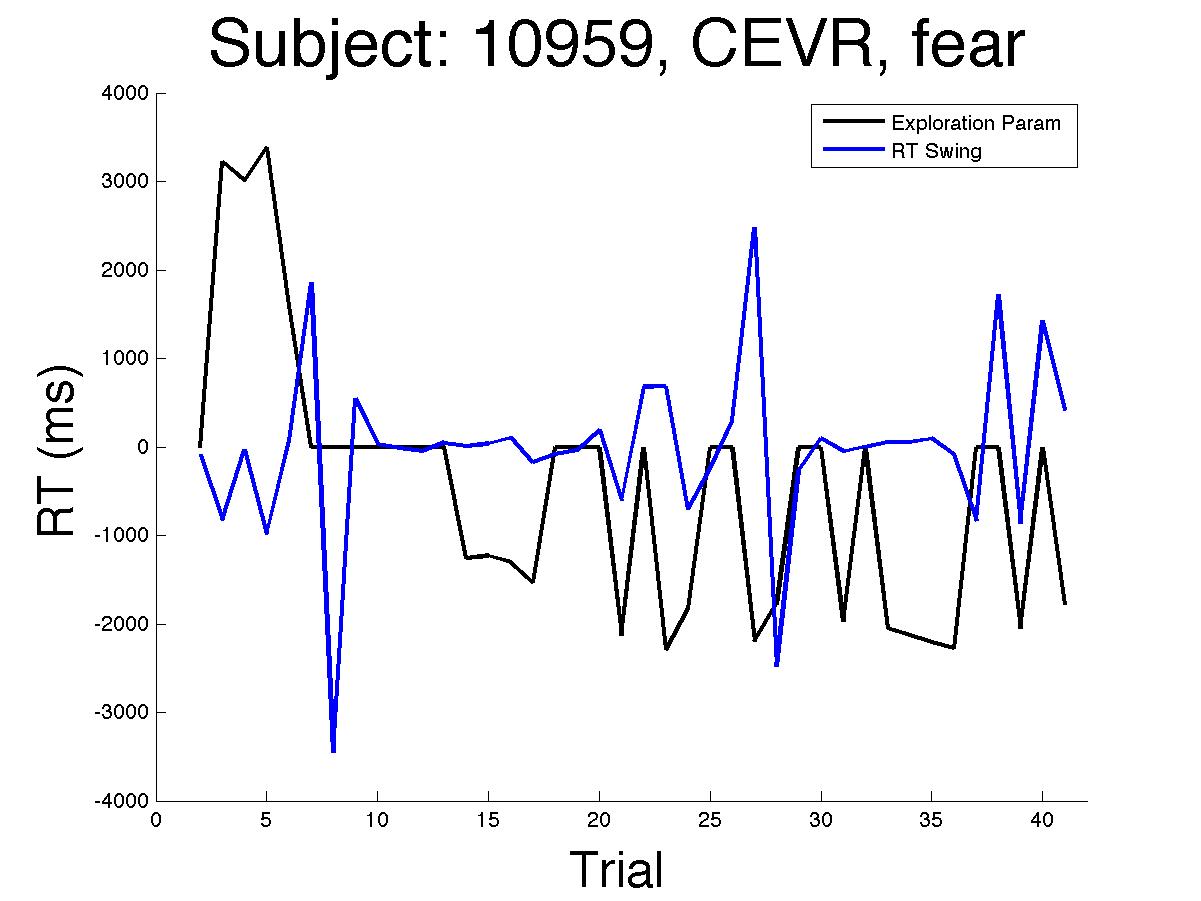 Subject: 10959, CEVR, fear
Exploration Param
RT Swing
4000
3000
2000
1000
0
-1000
-2000
-3000
-4000
RT (ms)
0 5 10 15 20 25 30 35 40
Trial